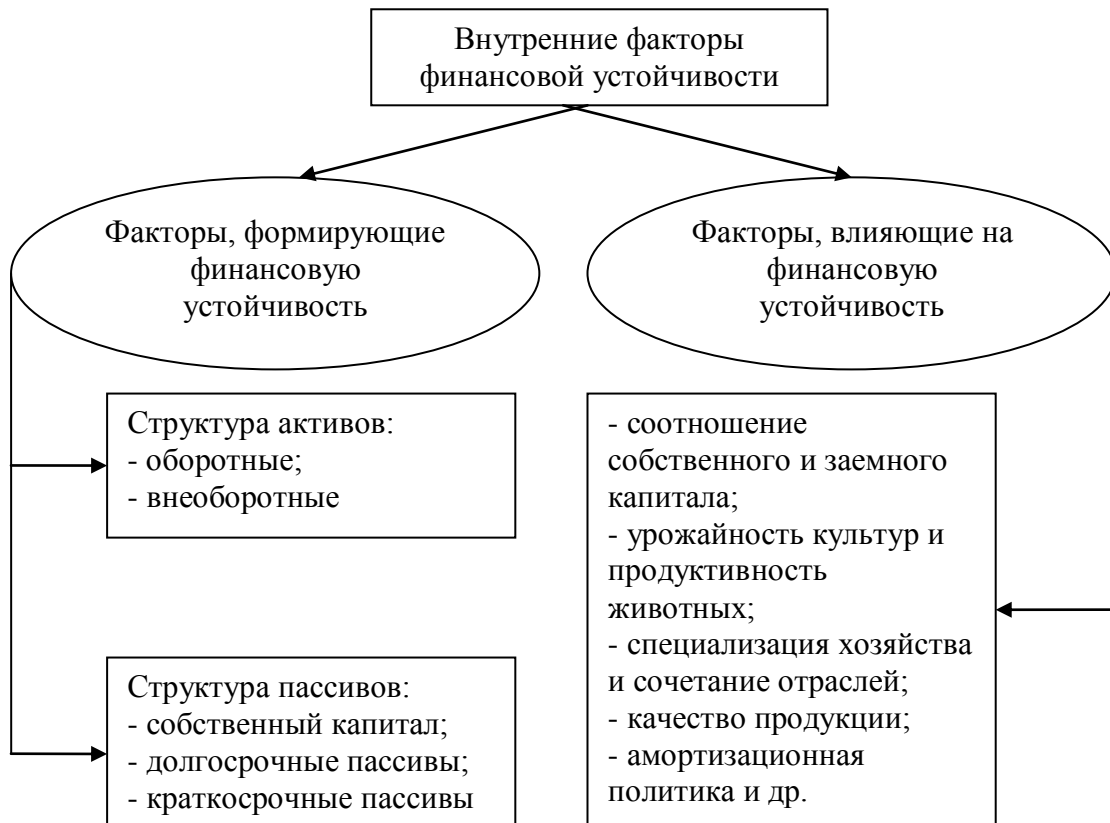 Внутренние факторы
финансовой устойчивости
Факторы, формирующие
финансовую
устойчивость
Факторы, влияющие на
финансовую
устойчивость
Структура активов:
- оборотные;
- внеоборотные
Структура пассивов:
- собственный капитал;
- долгосрочные пассивы;
- краткосрочные пассивы
- соотношение
собственного и заемного
капитала;
- урожайность культур и
продуктивность
животных;
- специализация хозяйства
и сочетание отраслей;
- качество продукции;
- амортизационная
политика и др.